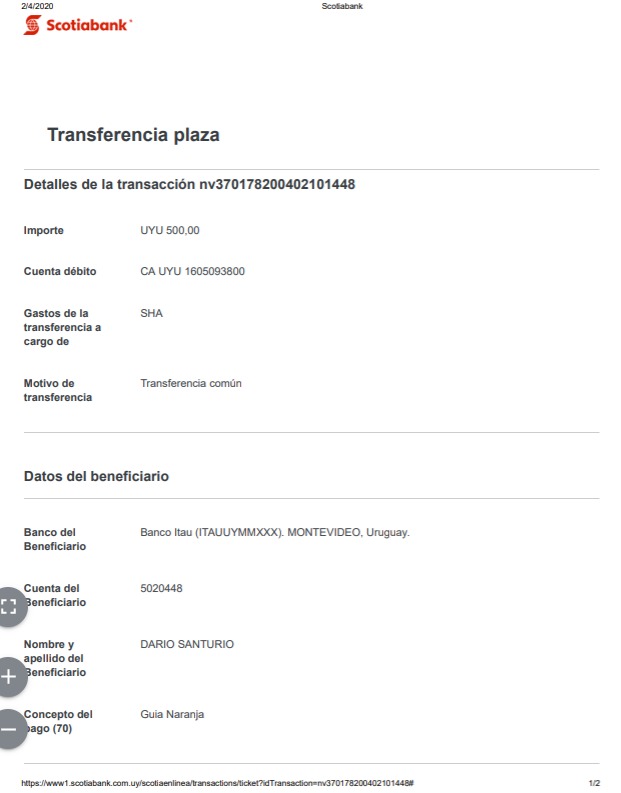 2/4/2020 Scotiabank
Scotiabank
Transferencia plaza
Detalles de la transacción nv370178200402101448
Importe UYU 500,00
Cuenta débito CA UYU 1605093800
Gastos de la SHA
transferencia a
cargo de
Motivo de Transferencia común
transferencia
Datos del beneficiario
Banco del Banco Itau (ITAUUYMMXXX). MONTEVIDEO, Uruguay.
Beneficiario
Cuenta del 5020448
Beneficiario
Nombre y DARIO SANTURIO
apellido del
Beneficiario
Concepto del Guia Naranja
pago (70)
https://www1.scotiabank.com.uy/scotiaenlinea/transactions/ticket?idTransaction=nv370178200402101448# 1/2